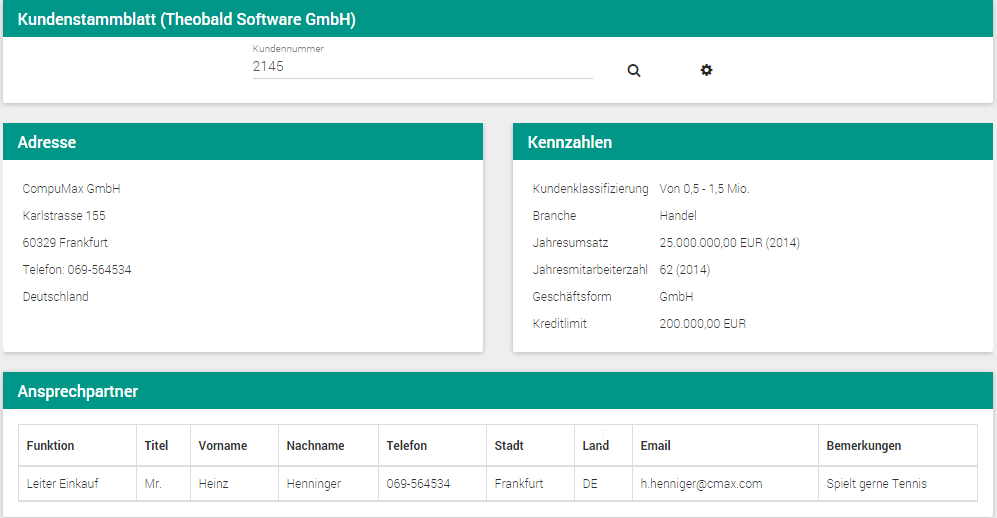 Kundenstammblatt (Theobald Software GmbH)
Kundennummer
2145
Adresse
CompuMax GmbH
Karlstrasse 155
60329 Frankfurt
Telefon: 069-564534
Deutschland
Kennzahlen
Kundenklassifizierung Von 0,5 - 1,5 Mio.
Branche Handel
Jahresumsatz 25.000.000,00 EUR (2014)
Jahresmitarbeiterzahl 62 (2014)
Geschäftsform GmbH
Kreditlimit 200.000,00 EUR
Ansprechpartner
Funktion Titel Vorname Nachname Telefon Stadt Land Email Bemerkungen
Leiter Einkauf Mr. Heinz Henninger 069-564534 Frankfurt DE h.henniger@cmax.com Spielt gerne Tennis